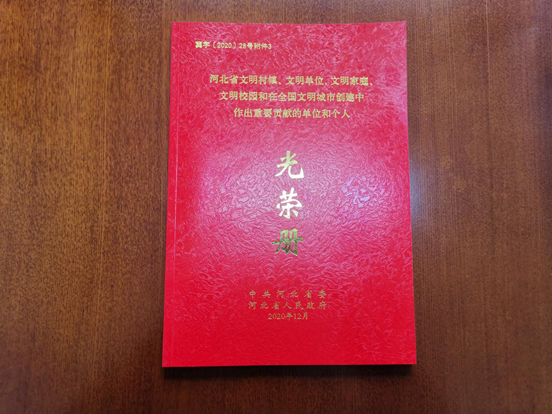 冀字〔2020〕28号附件3
河北省文明村镇、文明单位、文明家庭、
文明校园和在全国文明城市创建中
作出重要贡献的单位和个人
光
荣
册
中共河北省委
河北省人民政府
2020年12月